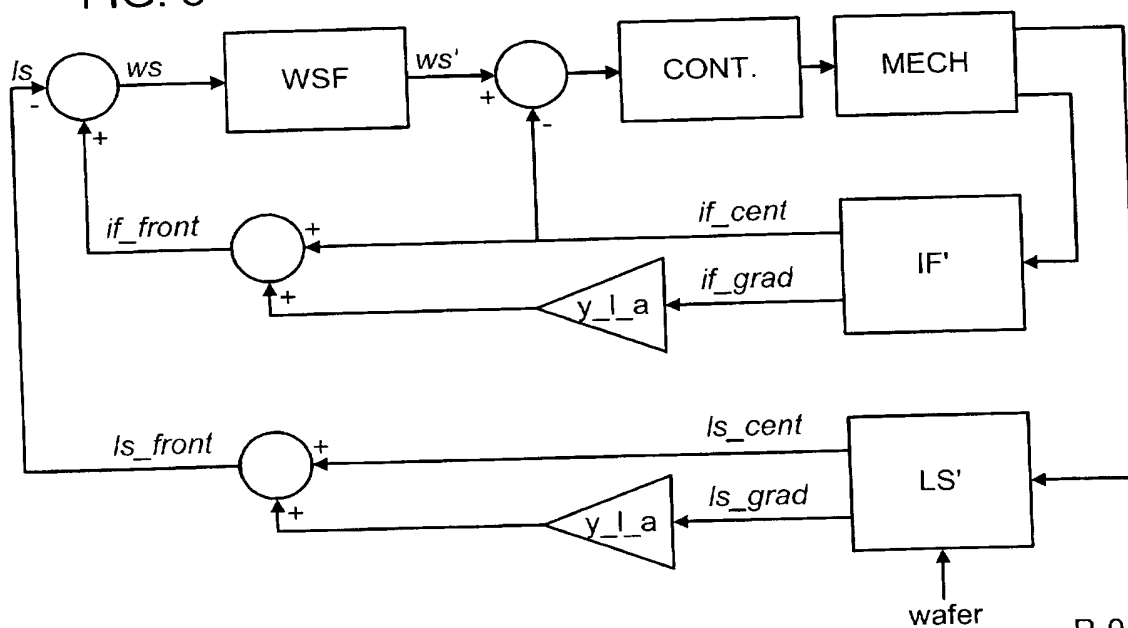 ls
ws
WSF
ws'
CONT.
MECH
-
+
+
-
if_front
+
if_cent
IF'
+
if_grad
y_l_a
ls_front
+
ls_cent
LS'
+
ls_grad
y_l_a
wafer